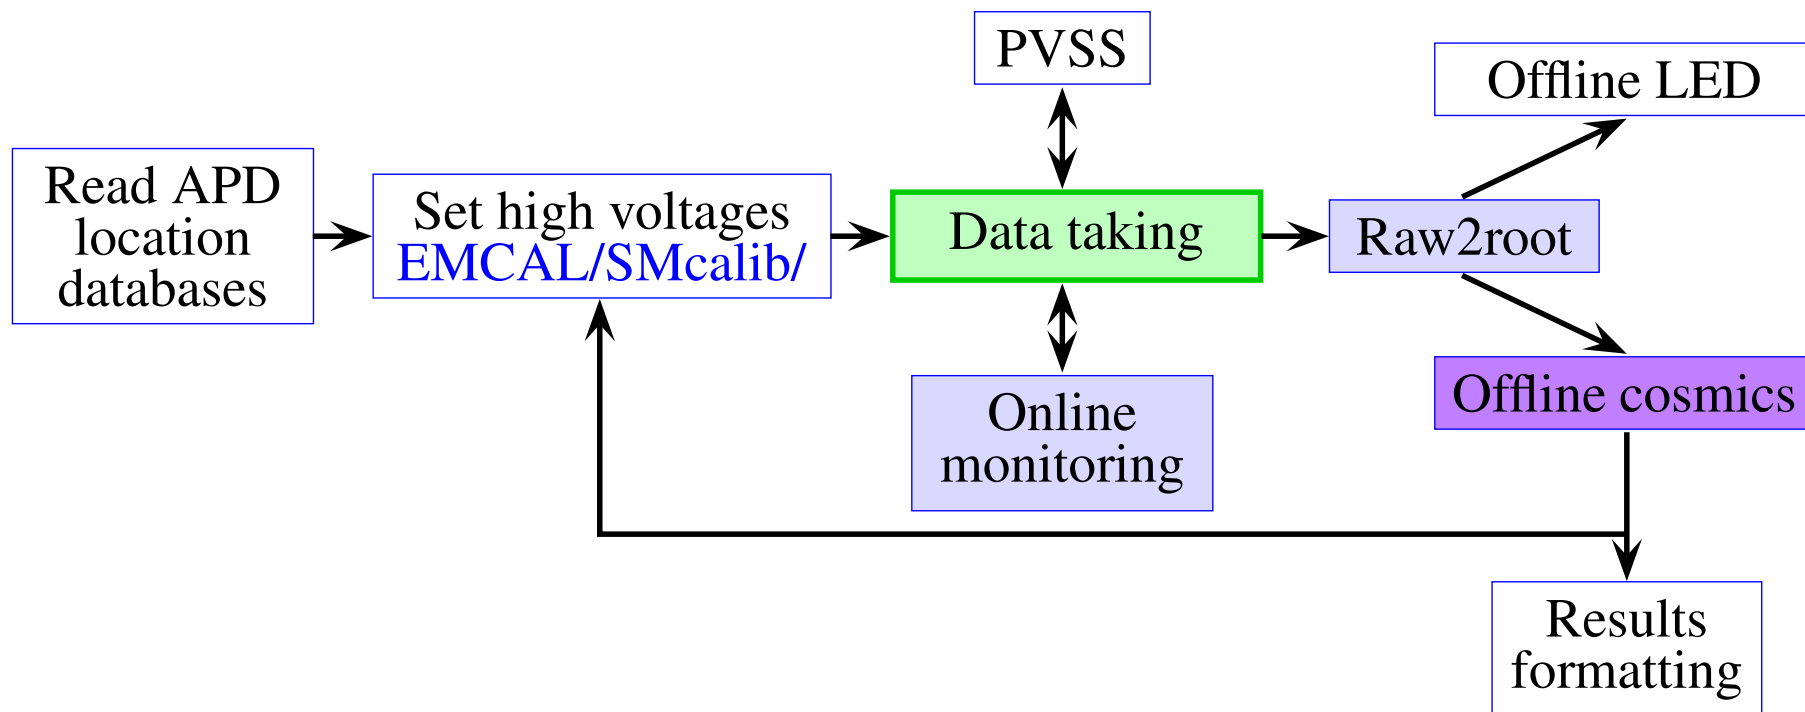 PVSS
Offline LED
Read APD
location
databases
Set high voltages
EMCAL/SMcalib/
Data taking
Raw2root
Offline cosmics
Online
monitoring
Results
formatting